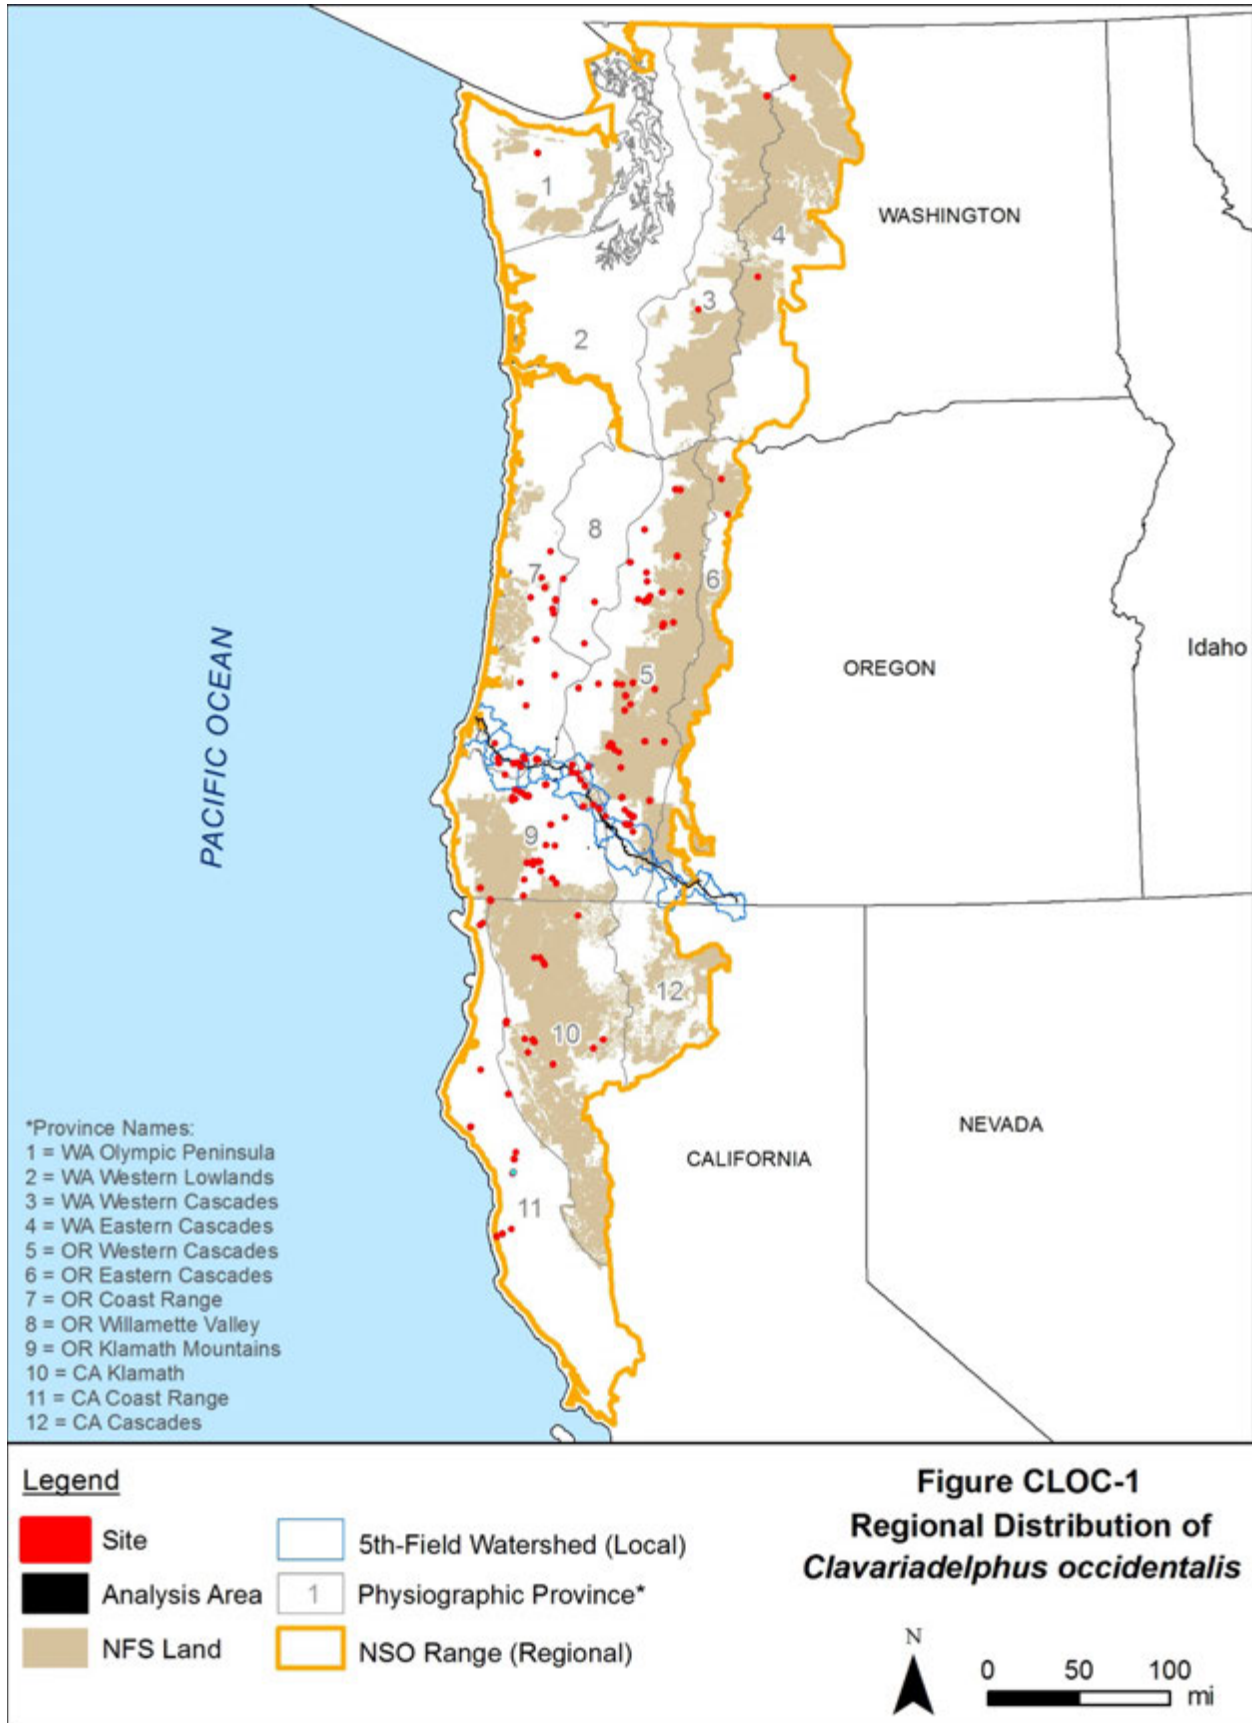 1
4
WASHINGTON
3
2
8
7
6
Idaho
OREGON
5
PACIFIC OCEAN
9
12
10
NEVADA
CALIFORNIA
11
*Province Names:
1 = WA Olympic Peninsula
2 = WA Western Lowlands
3 = WA Western Cascades
4 = WA Eastern Cascades
5 = OR Western Cascades
6 = OR Eastern Cascades
7 = OR Coast Range
8 = OR Willamette Valley
9 = OR Klamath Mountains
10 = CA Klamath
11 = CA Coast Range
12 = CA Cascades
Legend
Site
Analysis Area
NFS Land
5th-Field Watershed (Local)
1 Physiographic Province*
NSO Range (Regional)
Figure CLOC-1
Regional Distribution of
Clavariadelphus occidentalis
N
0 50 100
mi